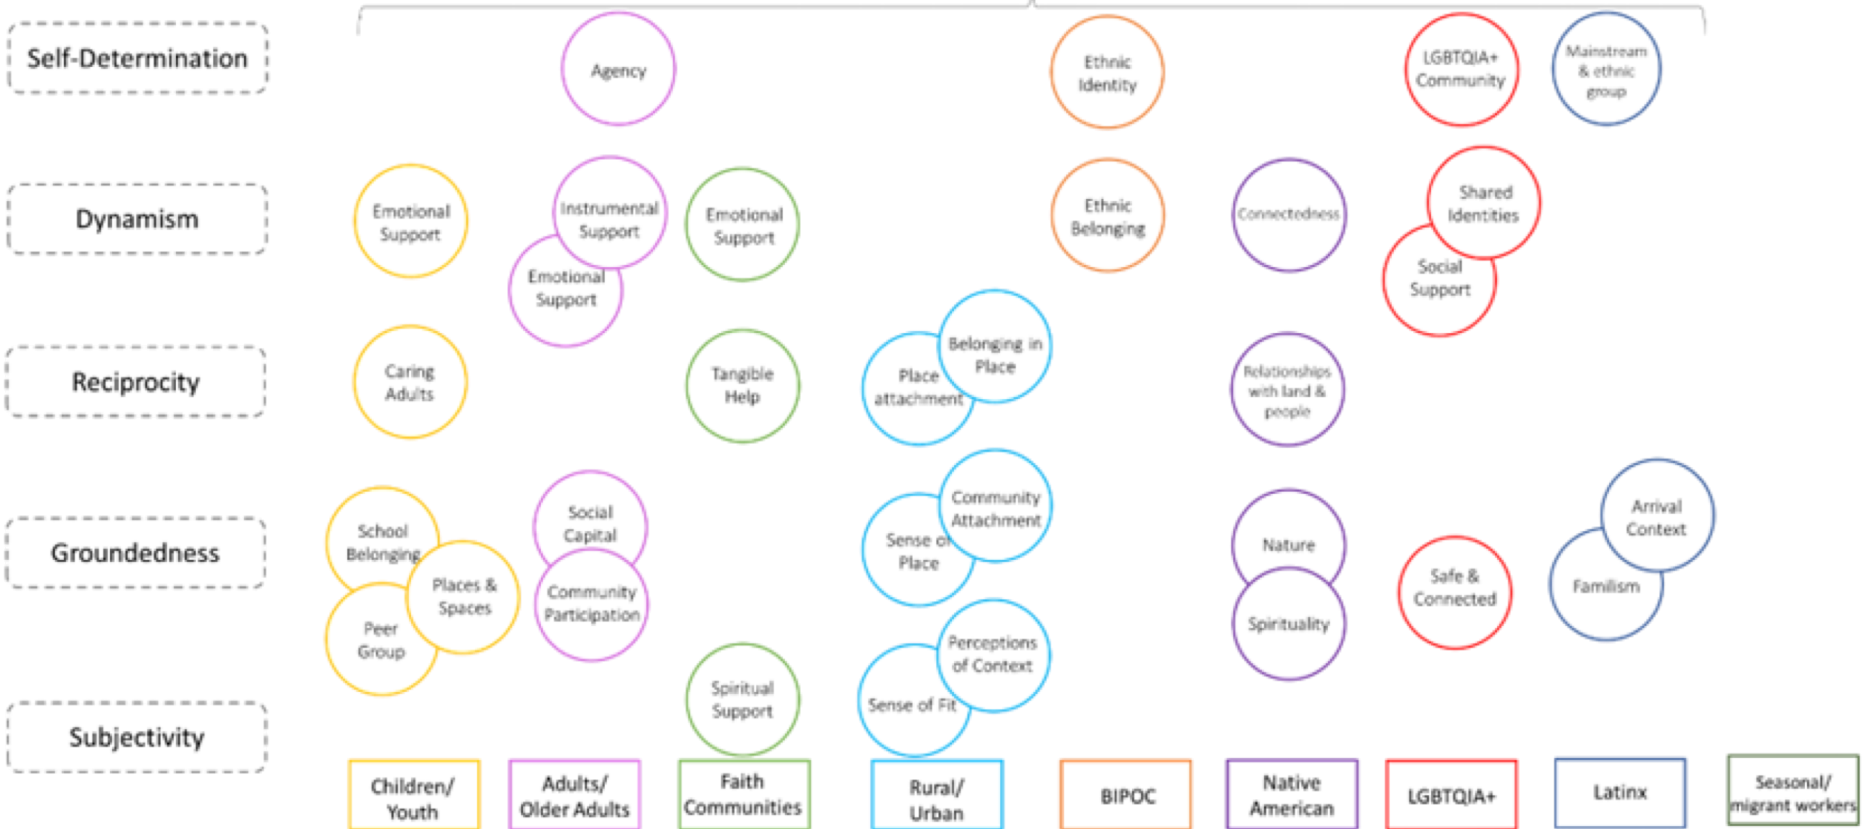 Self-Determination
Agency
Ethnic
Identity
LGBTQIA+
Community
Mainstream
& ethnic
group
Dynamism
Emotional
Support
Instrumental
Support
Emotional
Support
Emotional
Support
Ethnic
Belonging
Connectedness
Shared
Identities
Social
Support
Reciprocity
Caring
Adults
Tangible
Help
Place
attachment
Belonging in
Place
Relationships
with land &
people
Groundedness
School
Belonging
Places &
Spaces
Peer
Group
Social
Capital
Community
Participation
Sense of
Place
Community
Attachment
Nature
Spirituality
Safe &
Connected
Arrival
Context
Familism
Subjectivity
Spiritual
Support
Sense of Fit
Perceptions
of Context
Children/
Youth
Adults/
Older Adults
Faith
Communities
Rural/
Urban
BIPOC
Native
American
LGBTQIA+
Latinx
Seasonal/
migrant workers